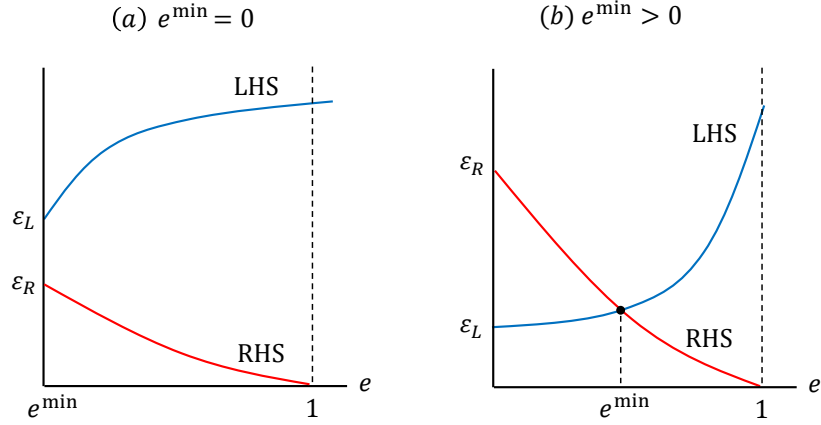 (a) e^min = 0
LHS
ε_L
ε_R
RHS
e^min
1
e
(b) e^min > 0
LHS
ε_R
ε_L
RHS
e^min
1
e